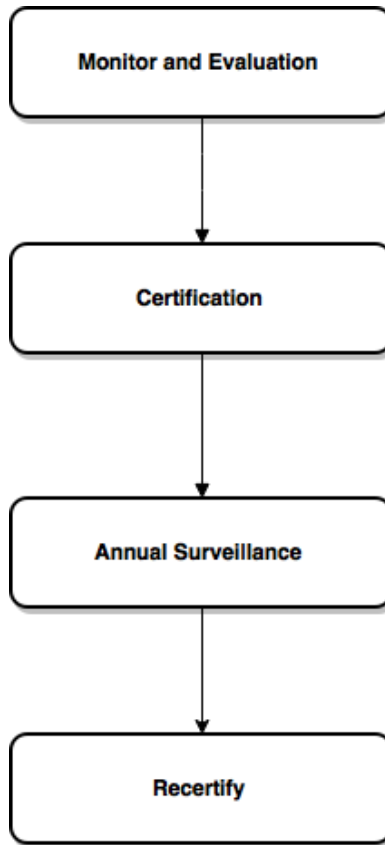 Monitor and Evaluation
Certification
Annual Surveillance
Recertify